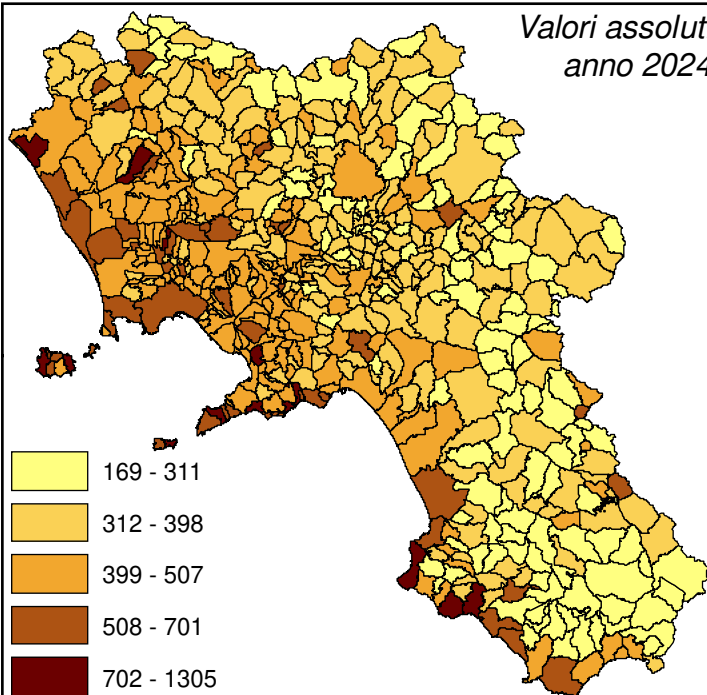 Valori assolut
anno 2024
169 - 311
312 - 398
399 - 507
508 - 701
702 - 1305